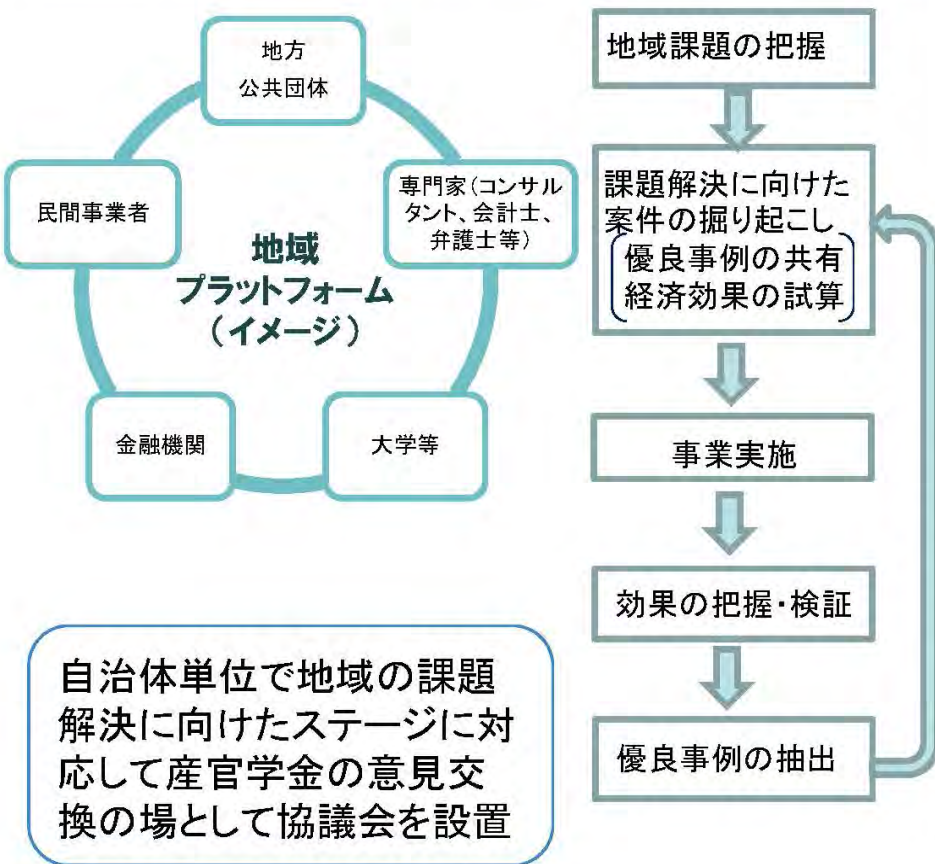 地方
公共団体
民間事業者
専門家(コンサル
タント、会計士、
弁護士等)
地域
プラットフォーム
(イメージ)
金融機関
大学等
自治体単位で地域の課題
解決に向けたステージに対
応して産官学金の意見交
換の場として協議会を設置
地域課題の把握
課題解決に向けた
案件の掘り起こし
優良事例の共有
経済効果の試算
事業実施
効果の把握・検証
優良事例の抽出